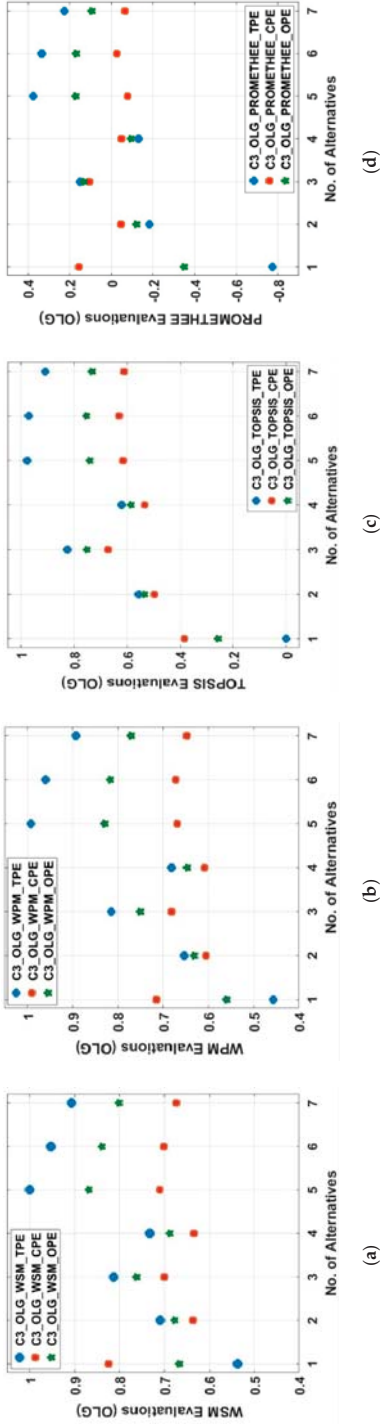 C3_OLG_WSM_TPE
C3_OLG_WSM_CPE
C3_OLG_WSM_OPE
WSM Evaluations (OLG)
1
0.9
0.8
0.7
0.6
0.5
0.4
1 2 3 4 5 6 7
No. of Alternatives
(a)
C3_OLG_WPM_TPE
C3_OLG_WPM_CPE
C3_OLG_WPM_OPE
WPM Evaluations (OLG)
1
0.9
0.8
0.7
0.6
0.5
0.4
1 2 3 4 5 6 7
No. of Alternatives
(b)
TOPSIS Evaluations (OLG)
1
0.8
0.6
0.4
0.2
0
1 2 3 4 5 6 7
No. of Alternatives
C3_OLG_TOPSIS_TPE
C3_OLG_TOPSIS_CPE
C3_OLG_TOPSIS_OPE
(c)
PROMETHEE Evaluations (OLG)
0.4
0.2
0
-0.2
-0.4
-0.6
-0.8
1 2 3 4 5 6 7
No. of Alternatives
C3_OLG_PROMETHEE_TPE
C3_OLG_PROMETHEE_CPE
C3_OLG_PROMETHEE_OPE
(d)